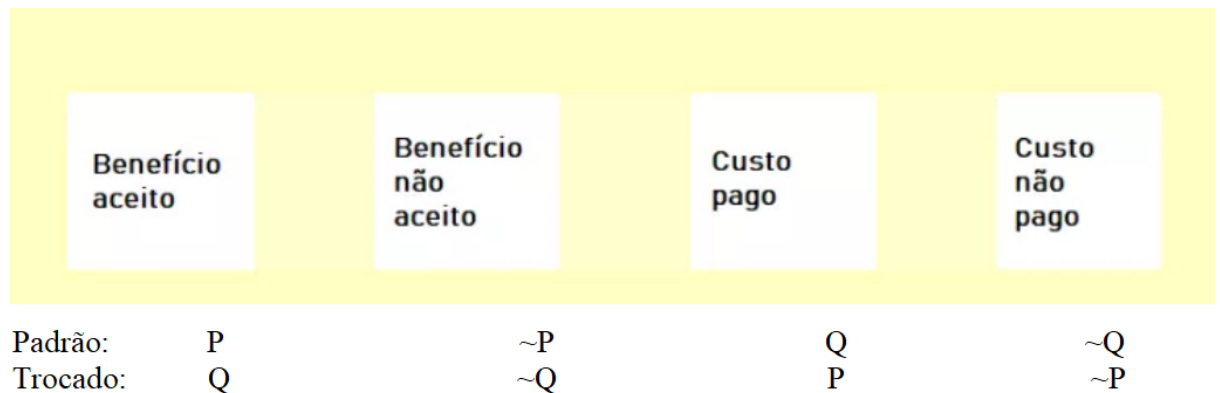 Benefício
aceito
Benefício
não
aceito
Custo
pago
Custo
não
pago
Padrão: P ~P Q ~Q
Trocado: Q ~Q P ~P